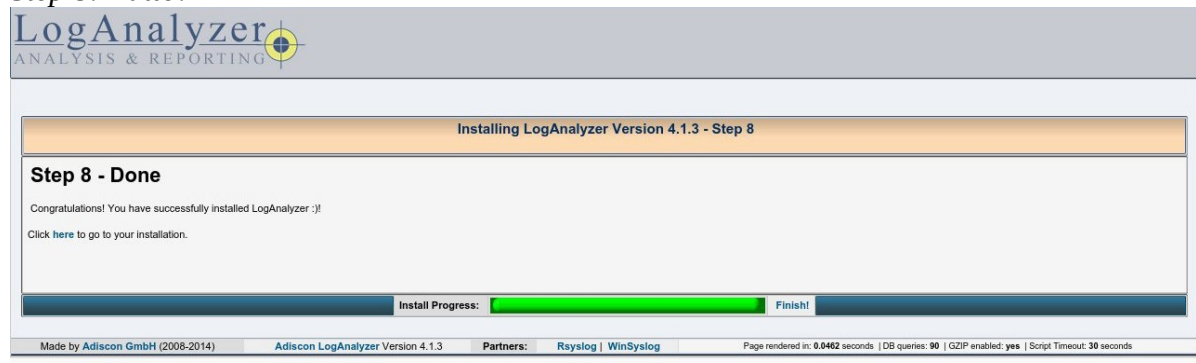 LogAnalyzer
ANALYSIS & REPORTING
Installing LogAnalyzer Version 4.1.3 - Step 8
Step 8 - Done
Congratulations! You have successfully installed LogAnalyzer :)!
Click here to go to your installation.
Install Progress: Finish!
Made by Adiscon GmbH (2008-2014) Adiscon LogAnalyzer Version 4.1.3 Partners: Rsyslog | WinSyslog Page rendered in: 0.0462 seconds | DB queries: 90 | GZIP enabled: yes | Script Timeout: 30 seconds